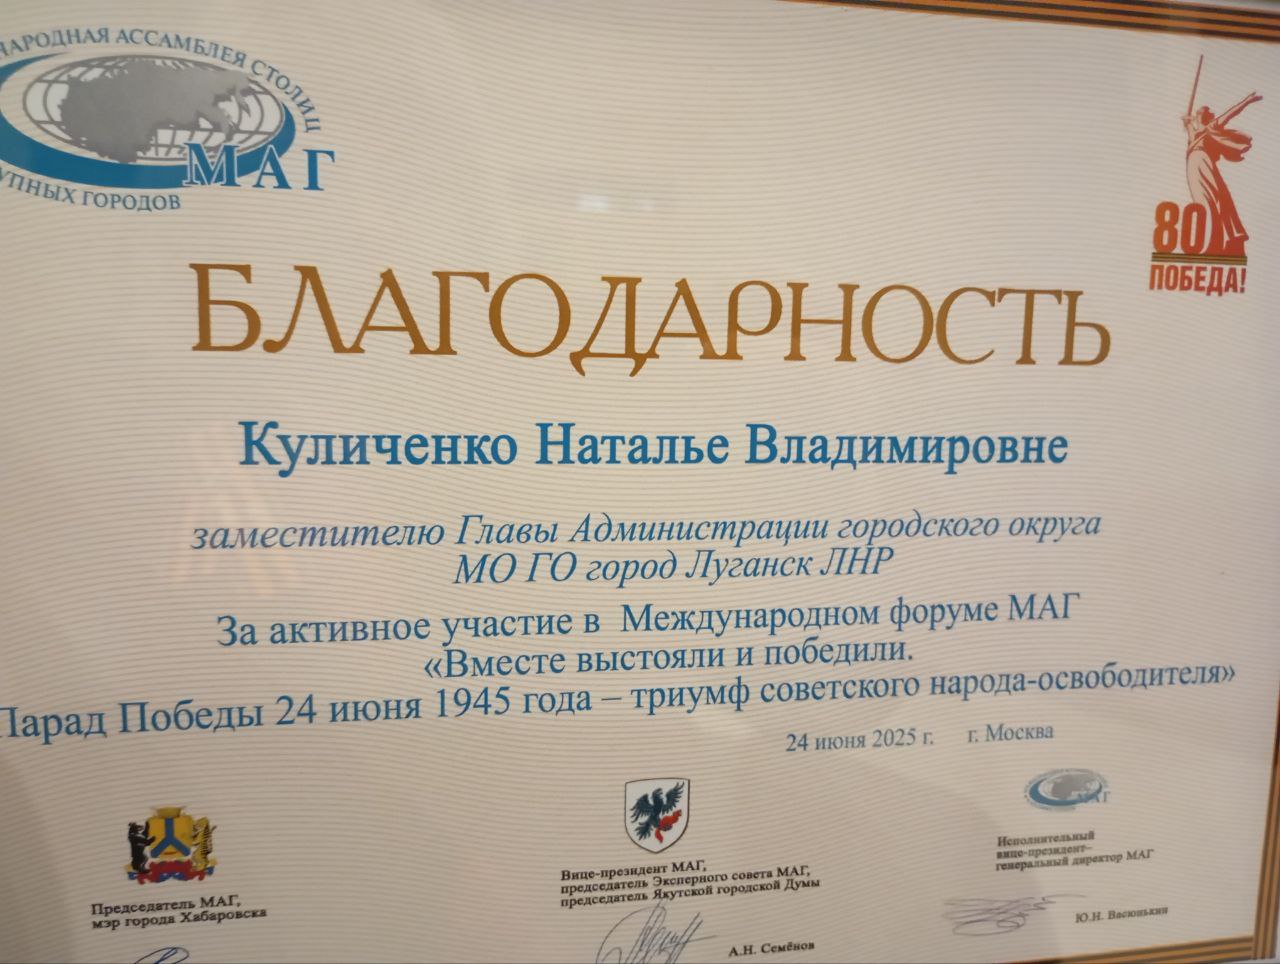 НАРОДНАЯ АССАМБЛЕЯ СТОЛИЦ
УПНЫХ ГОРОДОВ
МАГ
80
ПОБЕДА!
БЛАГОДАРНОСТЬ
Куличенко Наталье Владимировне
заместителю Главы Администрации городского округа
МО ГО город Луганск ЛНР
За активное участие в Международном форуме МАГ
«Вместе выстояли и победили.
Парад Победы 24 июня 1945 года – триумф советского народа-освободителя»
24 июня 2025 г. г. Москва
Председатель МАГ,
мэр города Хабаровска
Вице-президент МАГ,
председатель Эксперного совета МАГ,
председатель Якутской городской Думы
А.Н. Семёнов
МАГ
Исполнительный
вице-президент–
генеральный директор МАГ
Ю.Н. Васюнькин